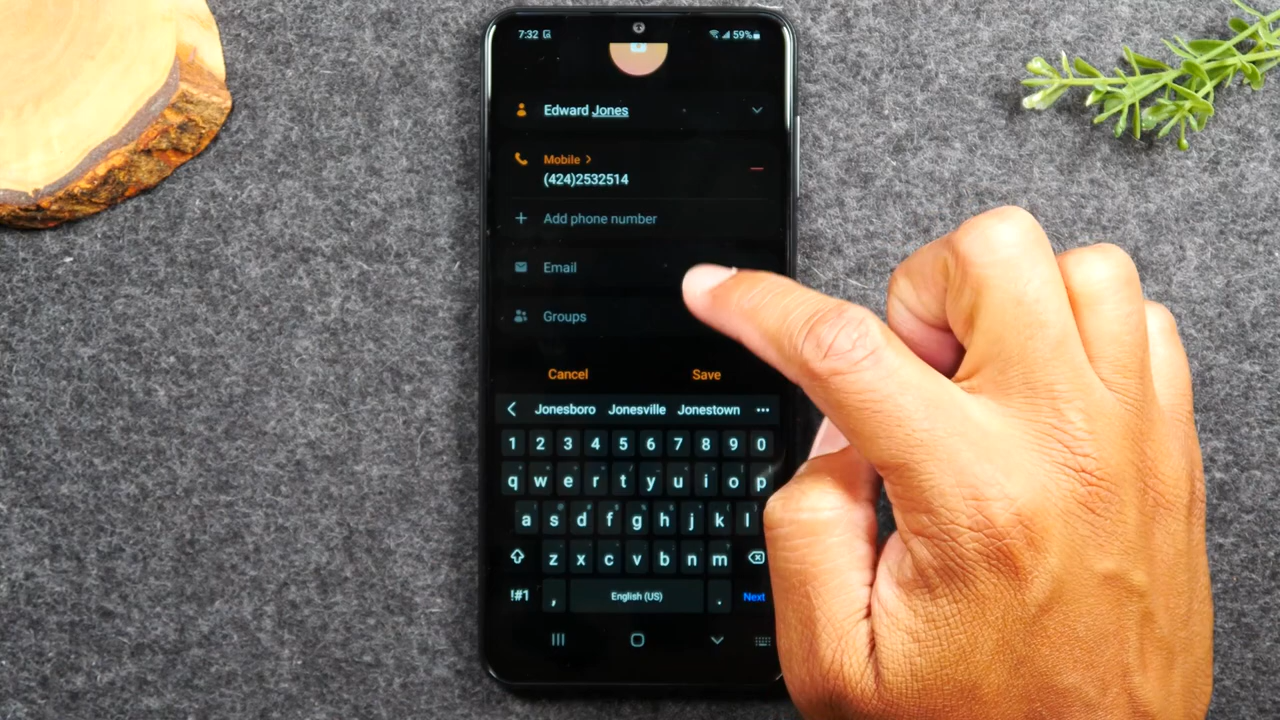 7:32
59%
Edward Jones
Mobile >
(424)2532514
+ Add phone number
Email
Groups
Cancel Save
Jonesboro Jonesville Jonestown •••
1 2 3 4 5 6 7 8 9 0
q w e r t y u i o p
a s d f g h j k l
z x c v b n m
!#1 , English (US) . Next